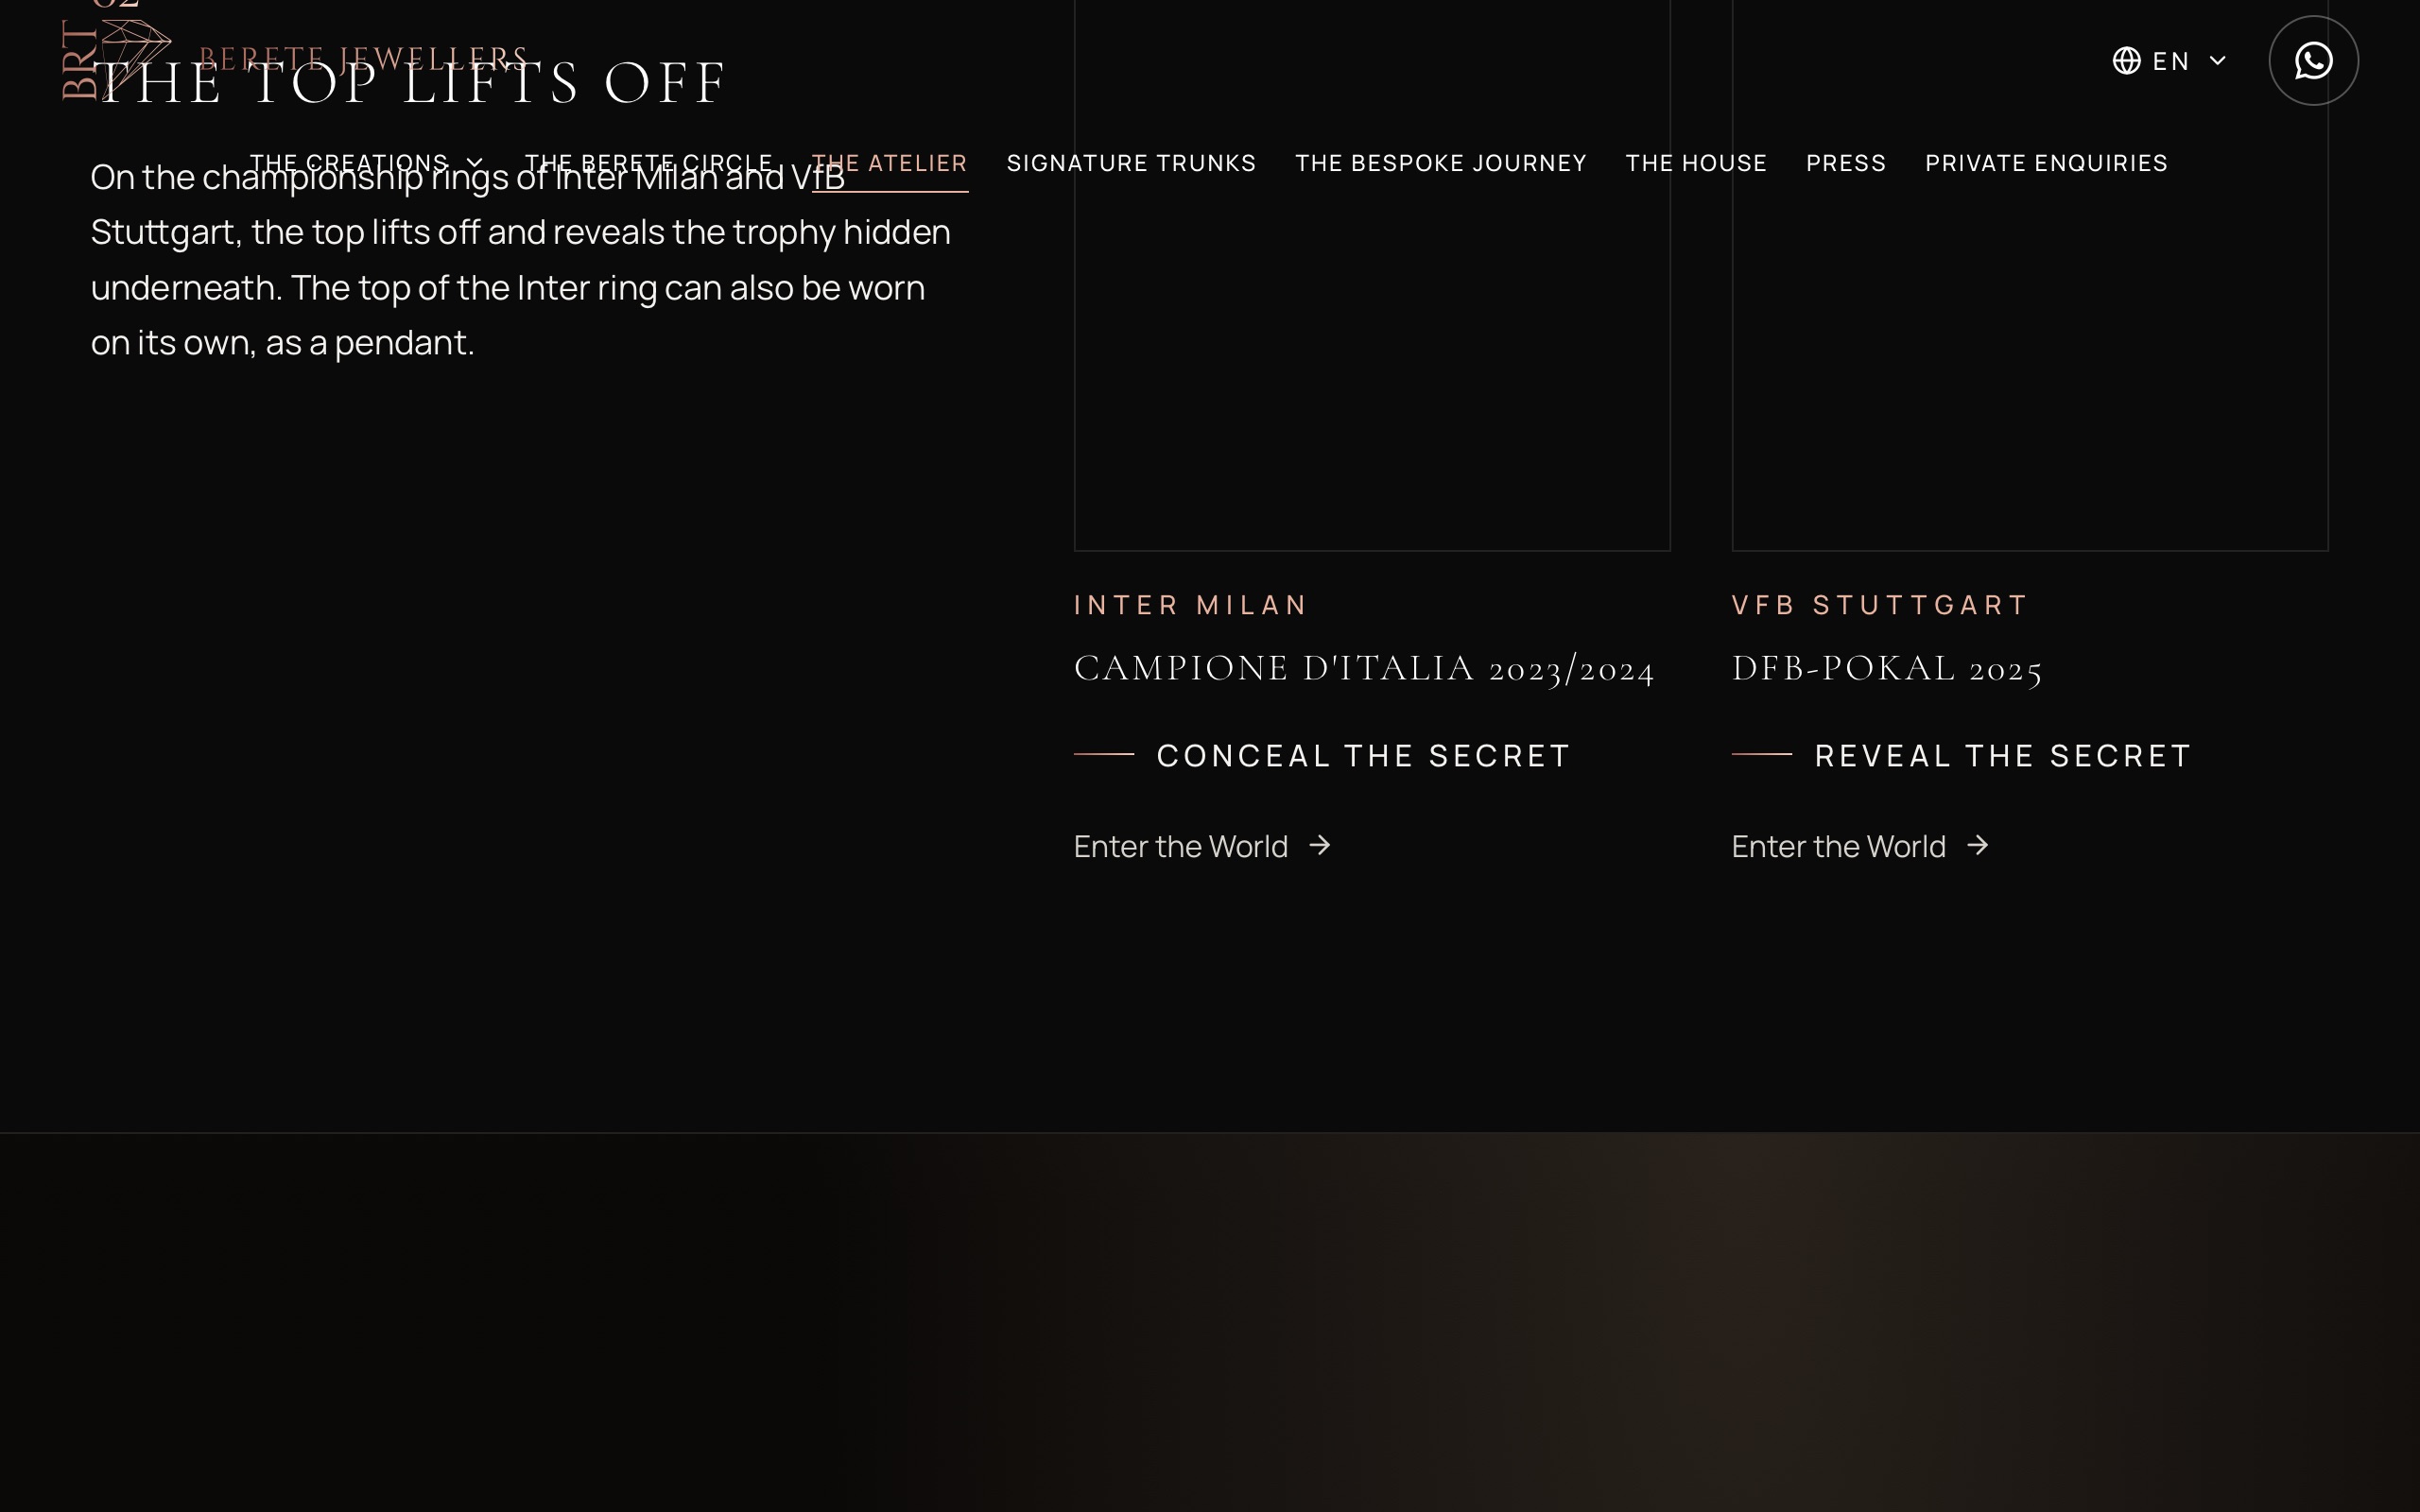 02
BRT
BERETE JEWELLERS
EN
THE TOP LIFTS OFF
THE CREATIONS
THE BERETE CIRCLE
THE ATELIER
SIGNATURE TRUNKS
THE BESPOKE JOURNEY
THE HOUSE
PRESS
PRIVATE ENQUIRIES
On the championship rings of Inter Milan and VfB
Stuttgart, the top lifts off and reveals the trophy hidden
underneath. The top of the Inter ring can also be worn
on its own, as a pendant.
INTER MILAN
CAMPIONE D'ITALIA 2023/2024
CONCEAL THE SECRET
Enter the World
VFB STUTTGART
DFB-POKAL 2025
REVEAL THE SECRET
Enter the World